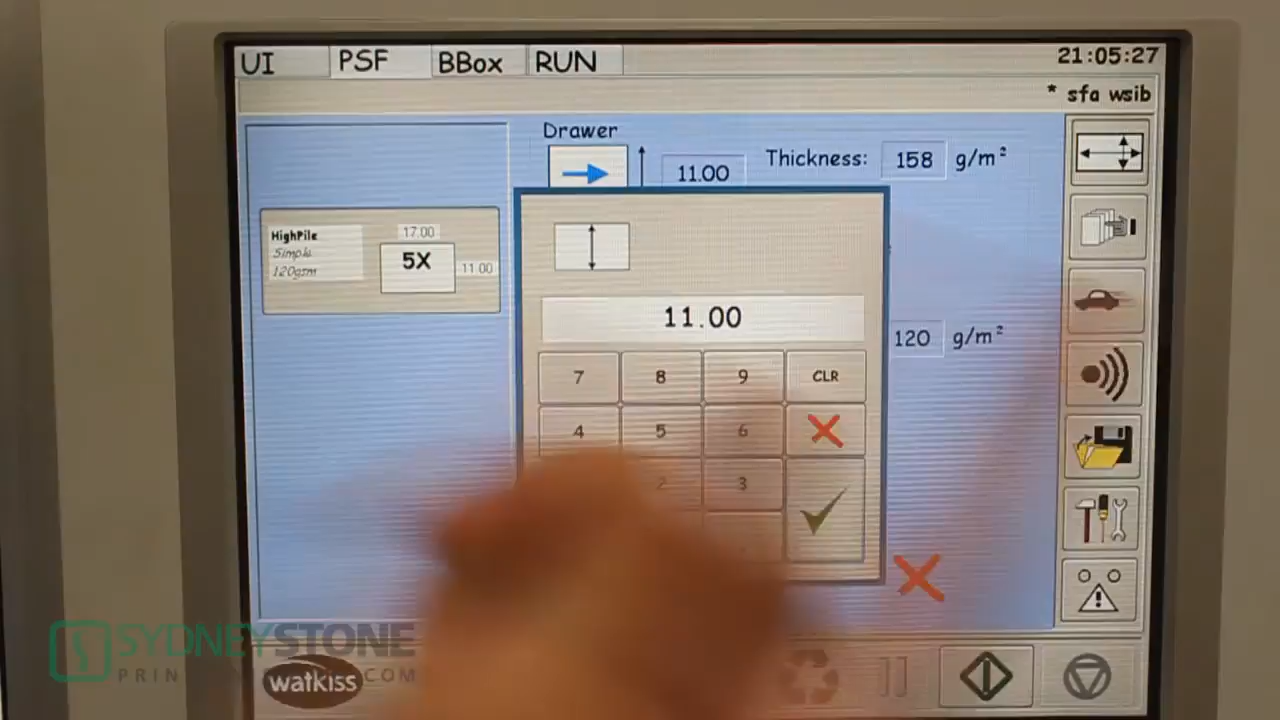 UI PSF BBox RUN 21:05:27
* sfa wsib
Drawer
11.00 Thickness: 158 g/m²
HighPile
Simple
120gsm
17.00
5X
11.00
11.00
7 8 9 CLR
4 5 6
2 3
120 g/m²
SYDNEYSTONE
PRIN
COM
watkiss